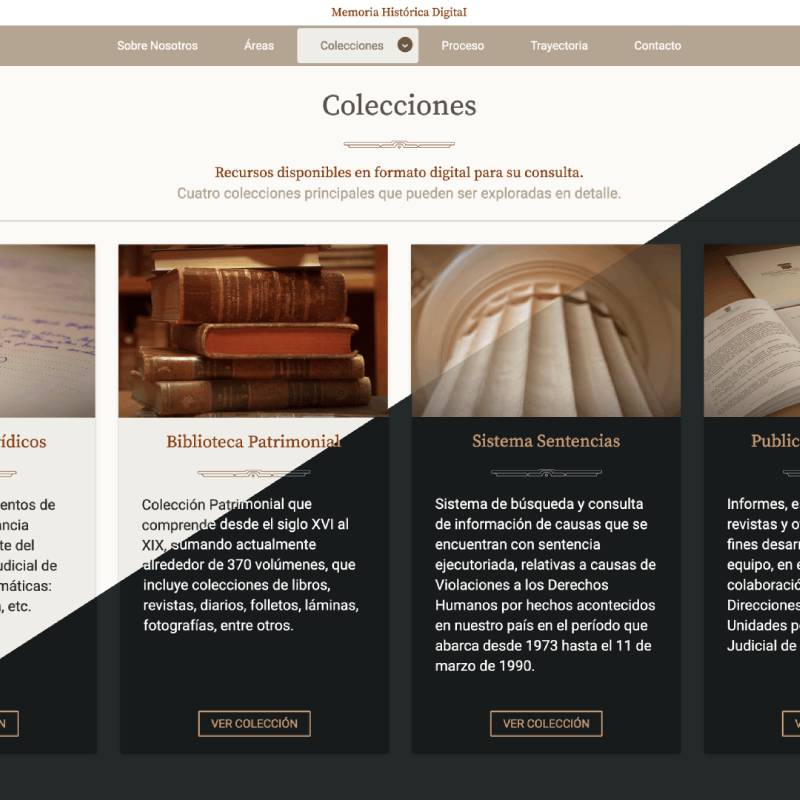 Memoria Histórica Digital
Sobre Nosotros
Áreas
Colecciones
Proceso
Trayectoria
Contacto
Colecciones
Recursos disponibles en formato digital para su consulta.
Cuatro colecciones principales que pueden ser exploradas en detalle.
rídicos
entos de
ancia
te del
udicial de
máticas:
, etc.
N
Biblioteca Patrimonial
Colección Patrimonial que
comprende desde el siglo XVI al
XIX, sumando actualmente
alrededor de 370 volúmenes, que
incluye colecciones de libros,
revistas, diarios, folletos, láminas,
fotografías, entre otros.
VER COLECCIÓN
Sistema Sentencias
Sistema de búsqueda y consulta
de información de causas que se
encuentran con sentencia
ejecutoriada, relativas a causas de
Violaciones a los Derechos
Humanos por hechos acontecidos
en nuestro país en el período que
abarca desde 1973 hasta el 11 de
marzo de 1990.
VER COLECCIÓN
Public
Informes, e
revistas y o
fines desarr
equipo, en e
colaboració
Direcciones
Unidades p
Judicial de
V